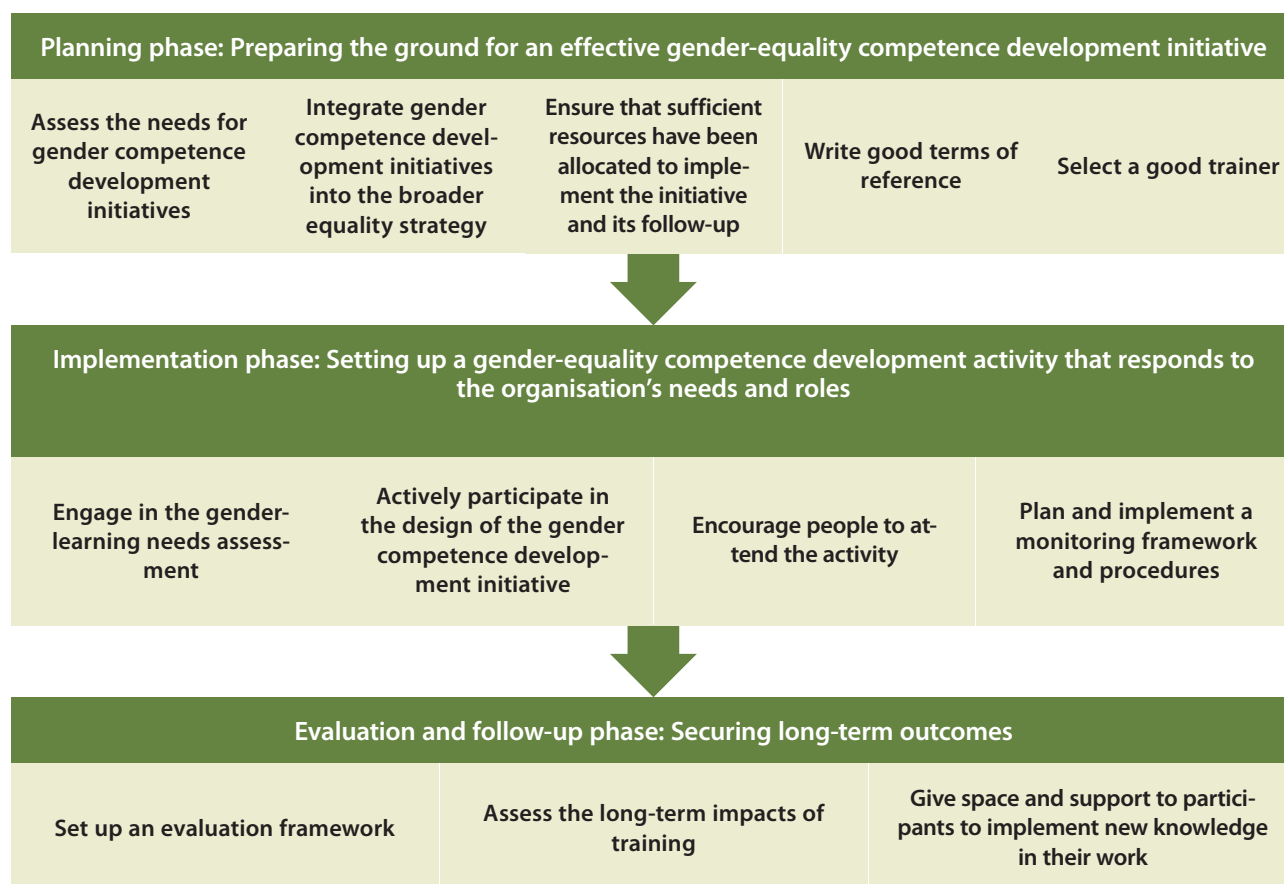 Planning phase: Preparing the ground for an effective gender-equality competence development initiative
Assess the needs for
gender competence
development
initiatives
Integrate gender
competence devel-
opment initiatives
into the broader
equality strategy
Ensure that sufficient
resources have been
allocated to imple-
ment the initiative
and its follow-up
Write good terms of
reference
Select a good trainer
Implementation phase: Setting up a gender-equality competence development activity that responds to
the organisation’s needs and roles
Engage in the gender-
learning needs assess-
ment
Actively participate in
the design of the gender
competence develop-
ment initiative
Encourage people to at-
tend the activity
Plan and implement a
monitoring framework
and procedures
Evaluation and follow-up phase: Securing long-term outcomes
Set up an evaluation framework
Assess the long-term impacts of
training
Give space and support to partici-
pants to implement new knowledge
in their work